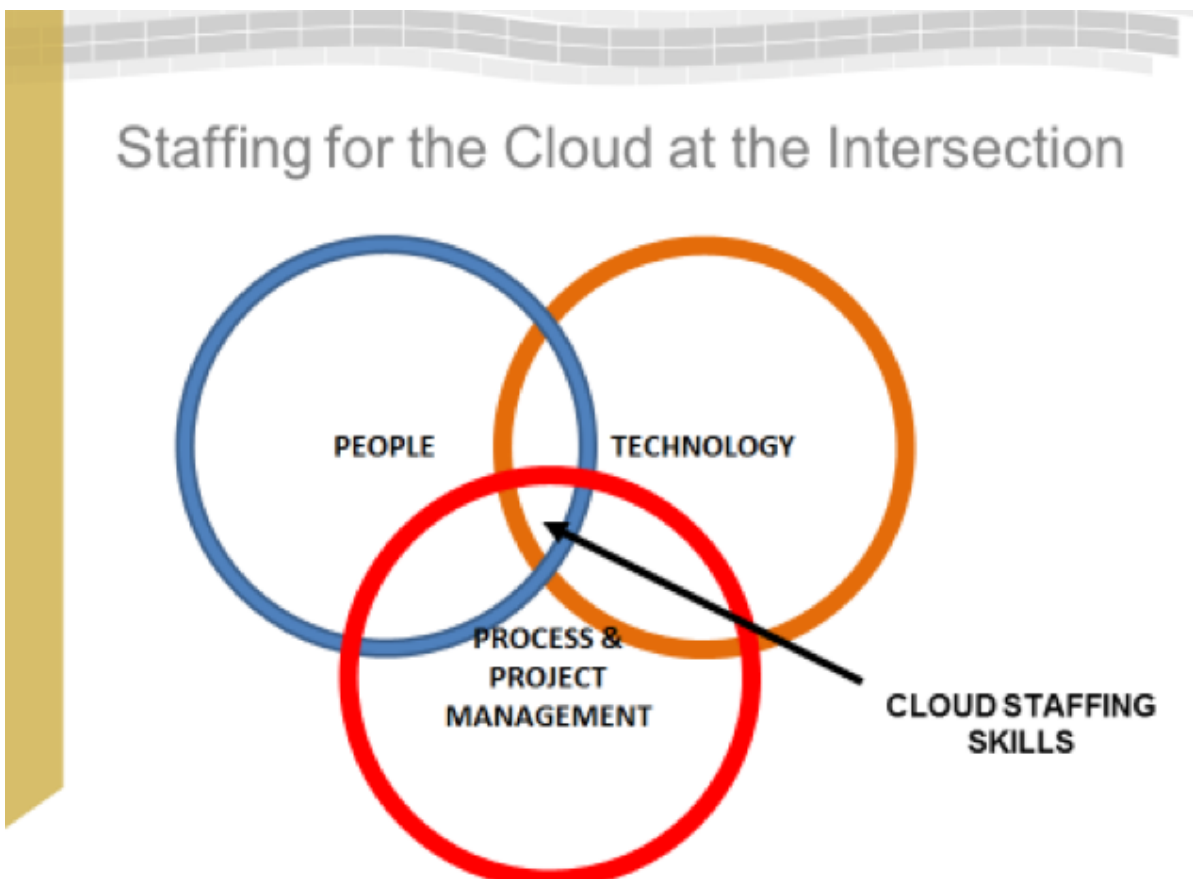 Staffing for the Cloud at the Intersection
PEOPLE
TECHNOLOGY
PROCESS &
PROJECT
MANAGEMENT
CLOUD STAFFING
SKILLS